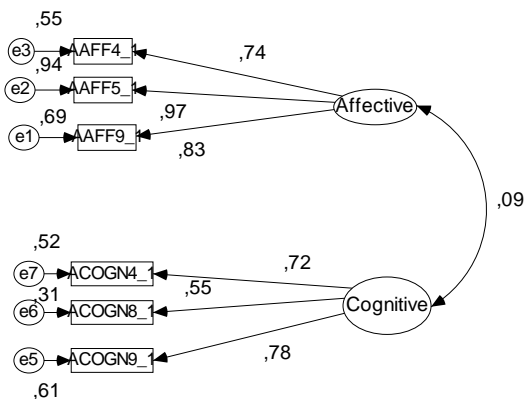 ,55
e3
AAFF4_1
,74
,94
e2
AAFF5_1
Affective
,97
,69
e1
AAFF9_1
,83
,09
,52
e7
ACOGN4_1
,72
,55
,31
e6
ACOGN8_1
Cognitive
,78
e5
ACOGN9_1
,61